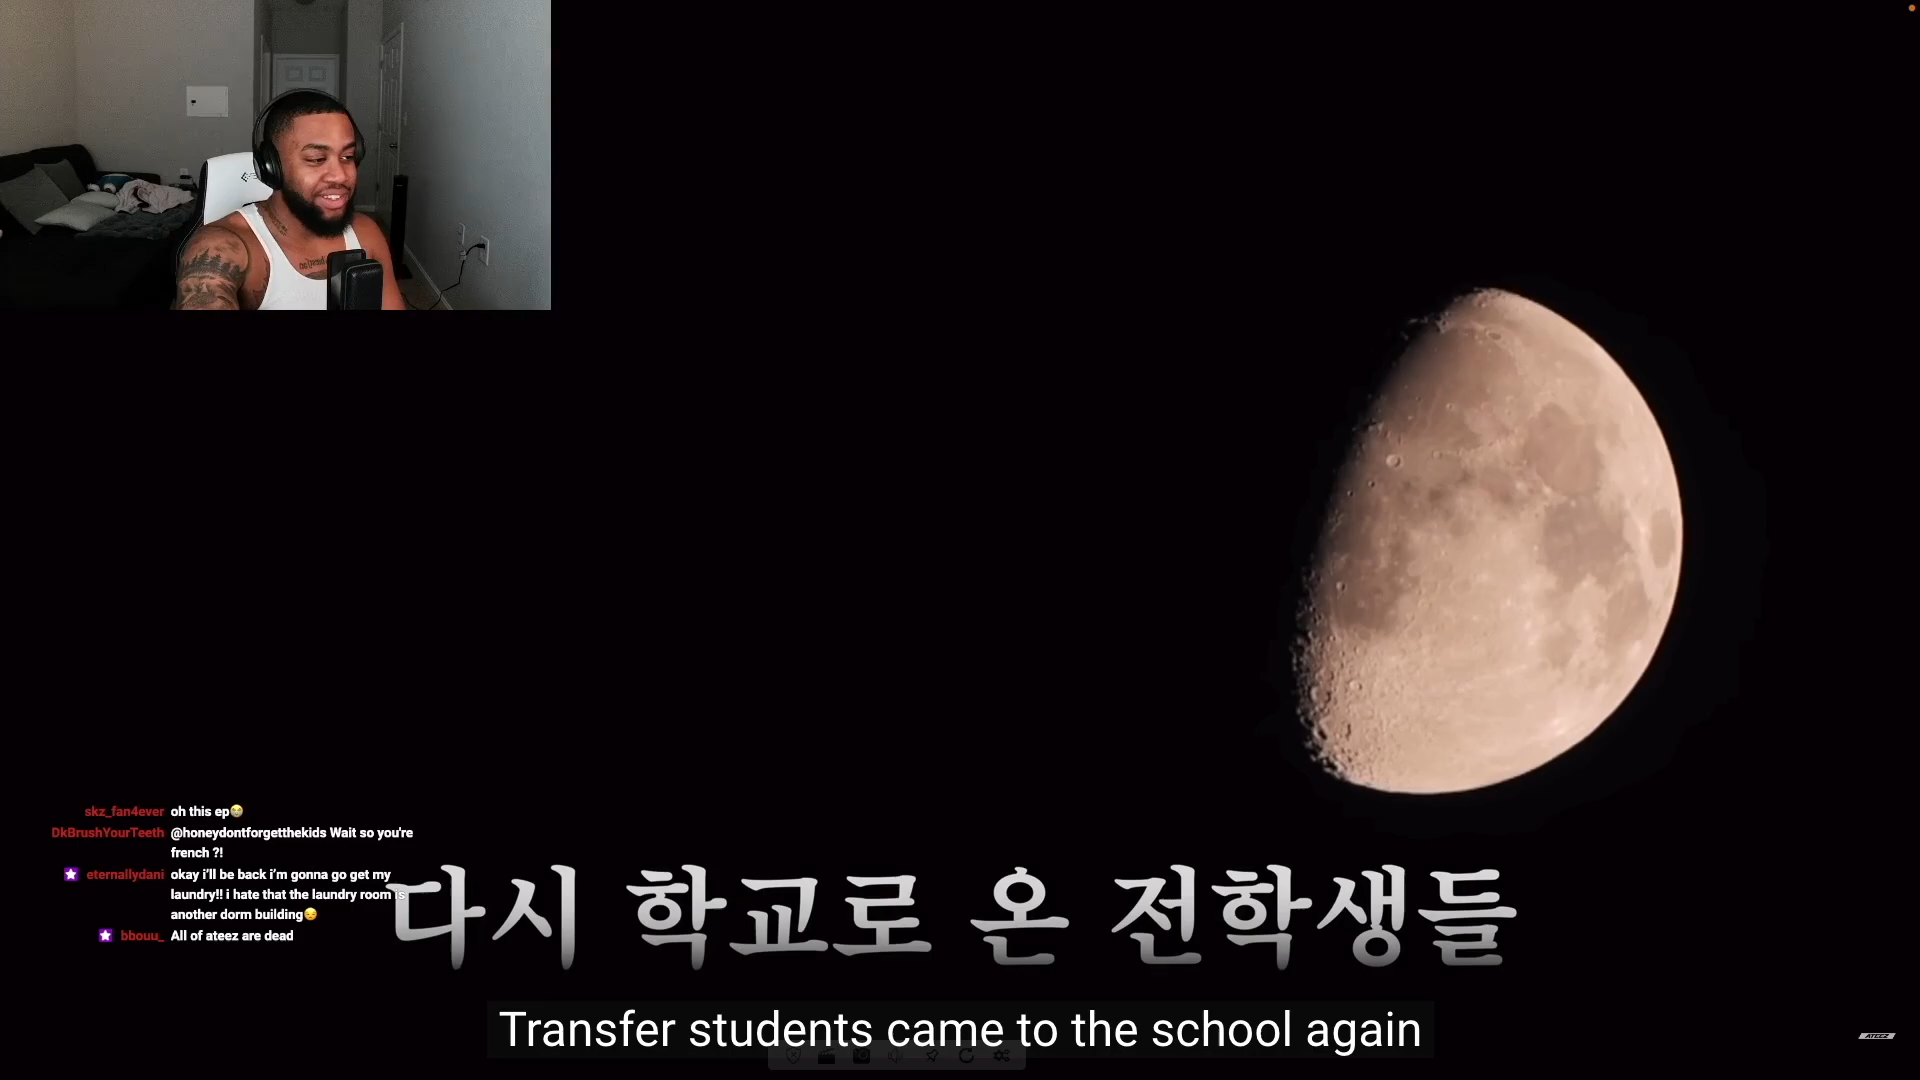 skz_fan4ever oh this ep😭
DkBrushYourTeeth @honeydontforgetthekids Wait so you're
french ?!
eternallydani okay i'll be back i'm gonna go get my
laundry!! i hate that the laundry room is
another dorm building😔
bbouu_ All of ateez are dead
다시 학교로 온 전학생들
Transfer students came to the school again
ATEEZ